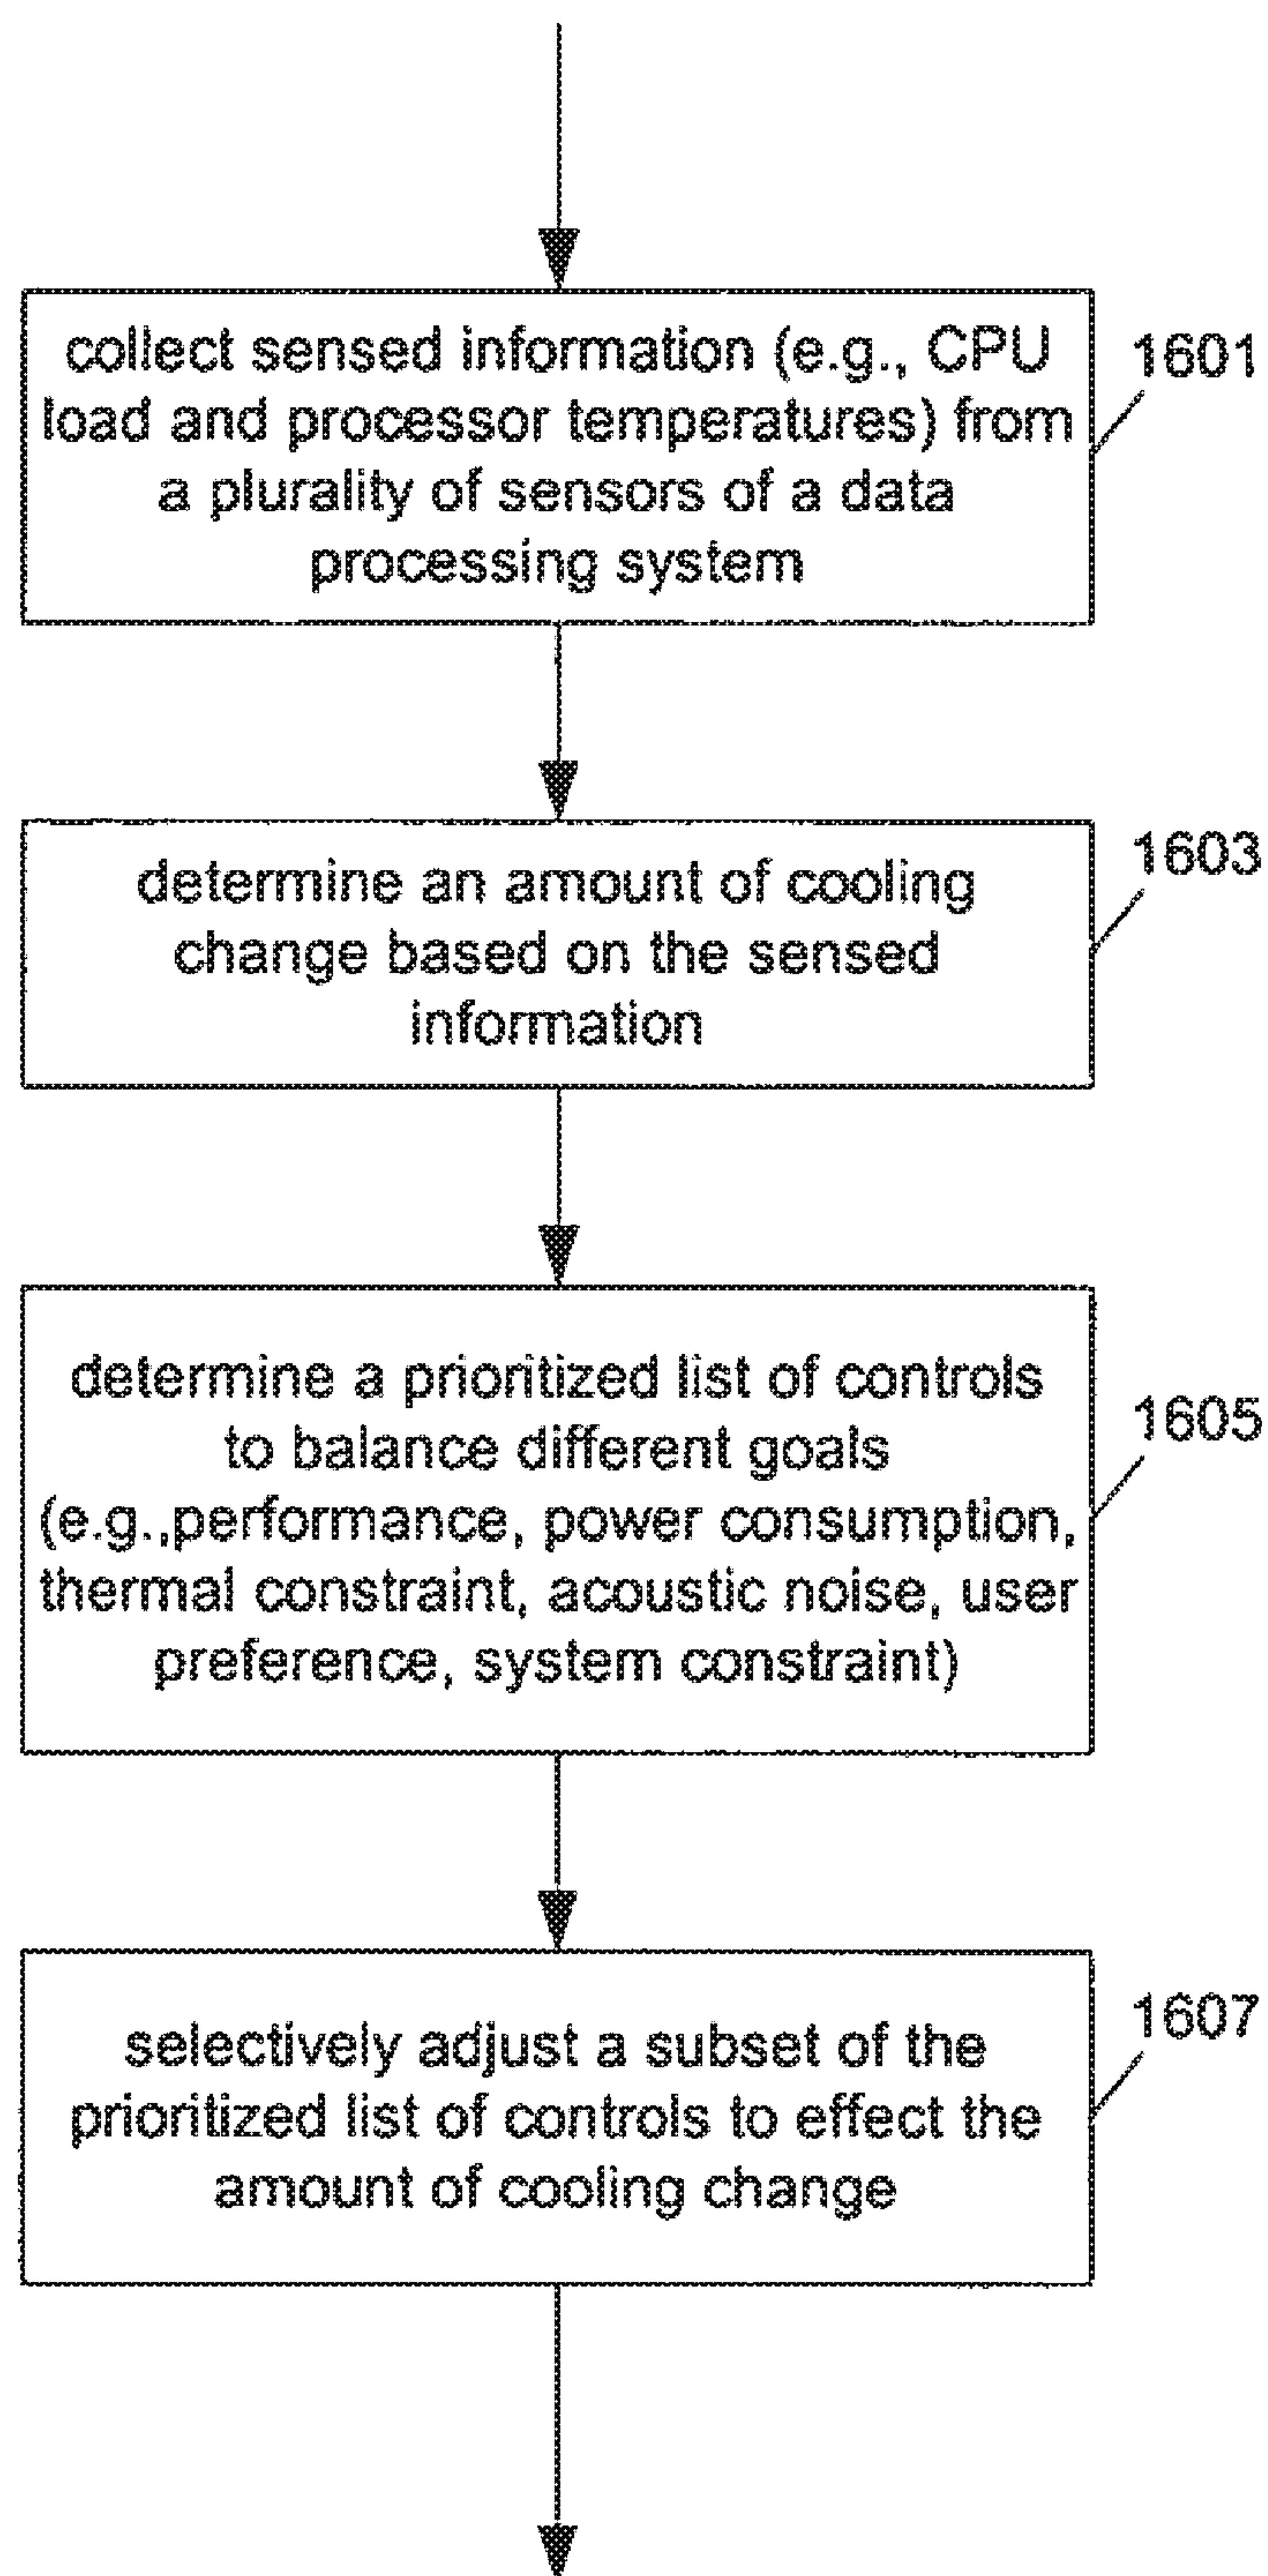 collect sensed information (e.g., CPU
load and processor temperatures) from
a plurality of sensors of a data
processing system
1601
determine an amount of cooling
change based on the sensed
information
1603
determine a prioritized list of controls
to balance different goals
(e.g.,performance, power consumption,
thermal constraint, acoustic noise, user
preference, system constraint)
1605
selectively adjust a subset of the
prioritized list of controls to effect the
amount of cooling change
1607